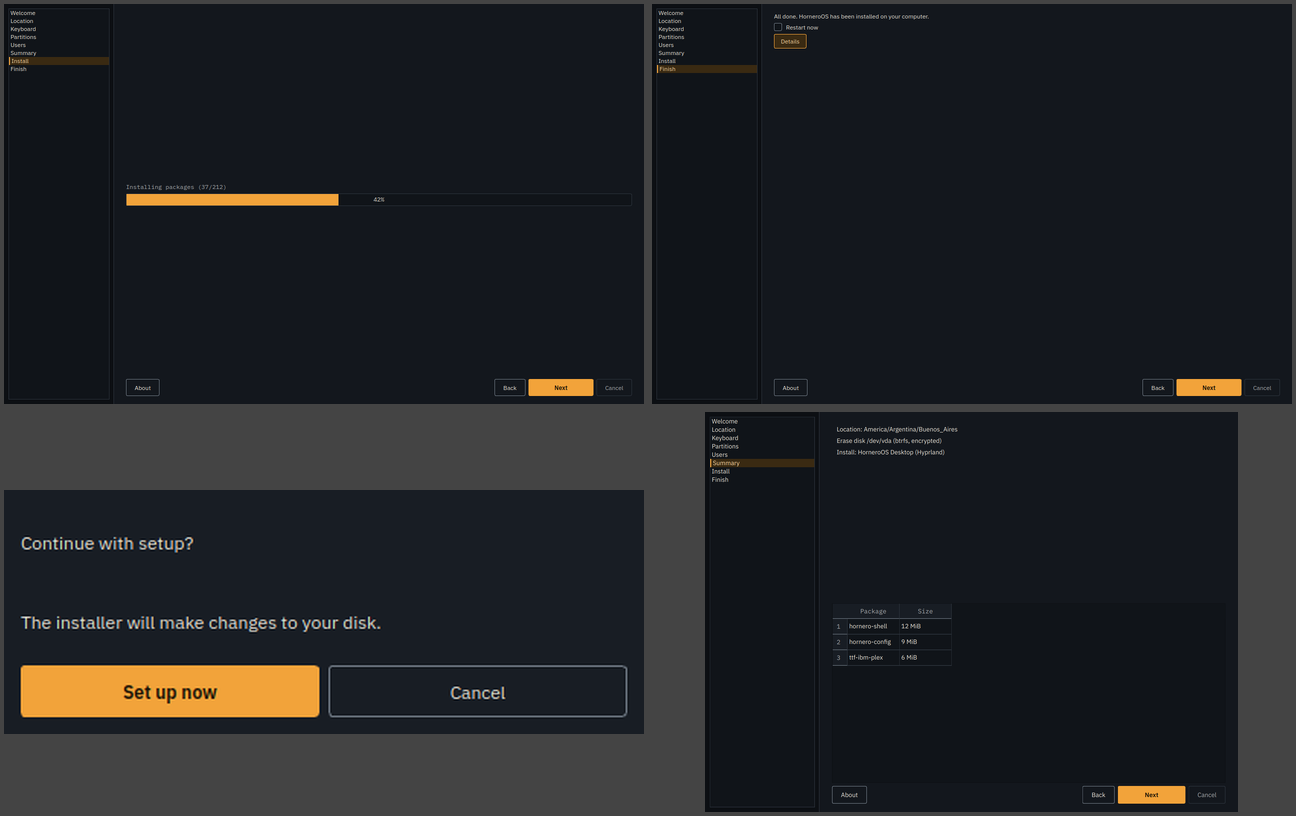 Welcome
Location
Keyboard
Partitions
Users
Summary
Install
Finish
Installing packages (37/212)
42%
About
Back
Next
Cancel
Welcome
Location
Keyboard
Partitions
Users
Summary
Install
Finish
All done. HorneroOS has been installed on your computer.
Restart now
Details
About
Back
Next
Cancel
Continue with setup?
The installer will make changes to your disk.
Set up now
Cancel
Welcome
Location
Keyboard
Partitions
Users
Summary
Install
Finish
Location: America/Argentina/Buenos_Aires
Erase disk /dev/vda (btrfs, encrypted)
Install: HorneroOS Desktop (Hyprland)
Package Size
1 hornero-shell 12 MiB
2 hornero-config 9 MiB
3 ttf-ibm-plex 6 MiB
About
Back
Next
Cancel